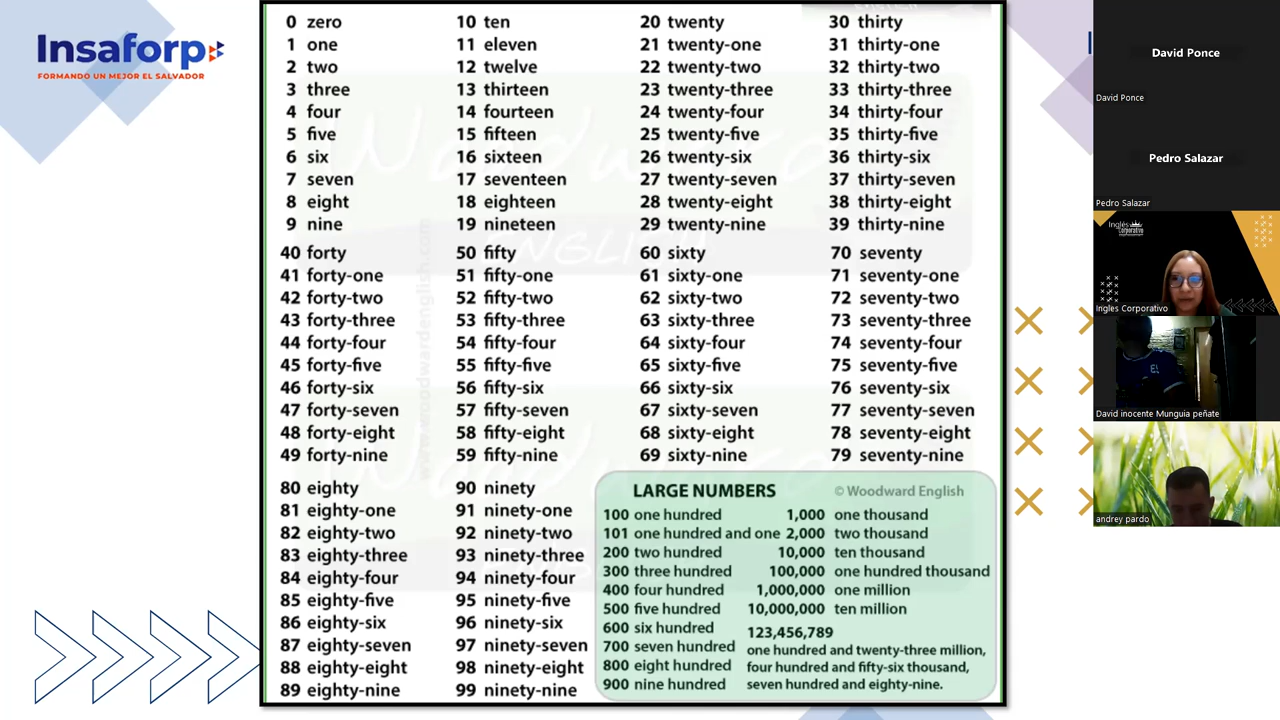 Insaforp
FORMANDO UN MEJOR EL SALVADOR
0 zero
1 one
2 two
3 three
4 four
5 five
6 six
7 seven
8 eight
9 nine
10 ten
11 eleven
12 twelve
13 thirteen
14 fourteen
15 fifteen
16 sixteen
17 seventeen
18 eighteen
19 nineteen
20 twenty
21 twenty-one
22 twenty-two
23 twenty-three
24 twenty-four
25 twenty-five
26 twenty-six
27 twenty-seven
28 twenty-eight
29 twenty-nine
30 thirty
31 thirty-one
32 thirty-two
33 thirty-three
34 thirty-four
35 thirty-five
36 thirty-six
37 thirty-seven
38 thirty-eight
39 thirty-nine
40 forty
41 forty-one
42 forty-two
43 forty-three
44 forty-four
45 forty-five
46 forty-six
47 forty-seven
48 forty-eight
49 forty-nine
50 fifty
51 fifty-one
52 fifty-two
53 fifty-three
54 fifty-four
55 fifty-five
56 fifty-six
57 fifty-seven
58 fifty-eight
59 fifty-nine
60 sixty
61 sixty-one
62 sixty-two
63 sixty-three
64 sixty-four
65 sixty-five
66 sixty-six
67 sixty-seven
68 sixty-eight
69 sixty-nine
70 seventy
71 seventy-one
72 seventy-two
73 seventy-three
74 seventy-four
75 seventy-five
76 seventy-six
77 seventy-seven
78 seventy-eight
79 seventy-nine
80 eighty
81 eighty-one
82 eighty-two
83 eighty-three
84 eighty-four
85 eighty-five
86 eighty-six
87 eighty-seven
88 eighty-eight
89 eighty-nine
90 ninety
91 ninety-one
92 ninety-two
93 ninety-three
94 ninety-four
95 ninety-five
96 ninety-six
97 ninety-seven
98 ninety-eight
99 ninety-nine
LARGE NUMBERS © Woodward English
100 one hundred
101 one hundred and one
200 two hundred
300 three hundred
400 four hundred
500 five hundred
600 six hundred
700 seven hundred
800 eight hundred
900 nine hundred
1,000 one thousand
2,000 two thousand
10,000 ten thousand
100,000 one hundred thousand
1,000,000 one million
10,000,000 ten million
123,456,789
one hundred and twenty-three million,
four hundred and fifty-six thousand,
seven hundred and eighty-nine.
www.woodwardenglish.com
Woodward
ENGLISH
David Ponce
David Ponce
Pedro Salazar
Pedro Salazar
Inglés
Corporativo
Ingles Corporativo
David inocente Munguia peñate
andrey pardo